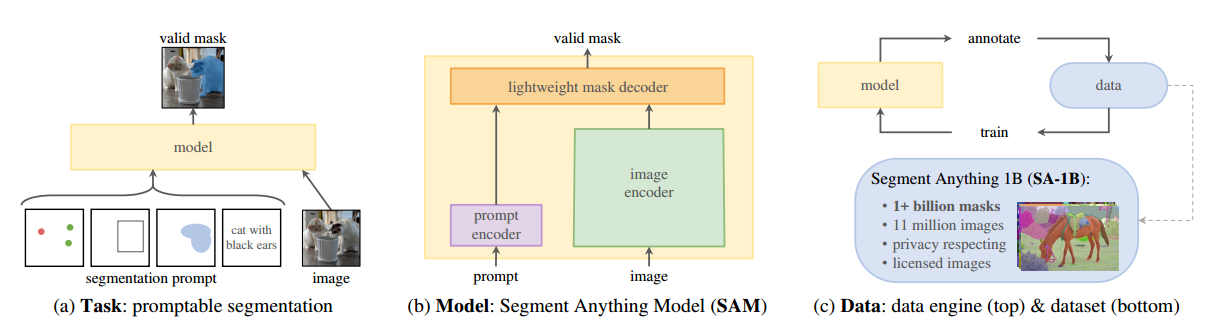 valid mask
model
cat with
black ears
segmentation prompt
image
(a) Task: promptable segmentation
valid mask
lightweight mask decoder
image
encoder
prompt
encoder
prompt
image
(b) Model: Segment Anything Model (SAM)
annotate
model
data
train
Segment Anything 1B (SA-1B):
• 1+ billion masks
• 11 million images
• privacy respecting
• licensed images
(c) Data: data engine (top) & dataset (bottom)